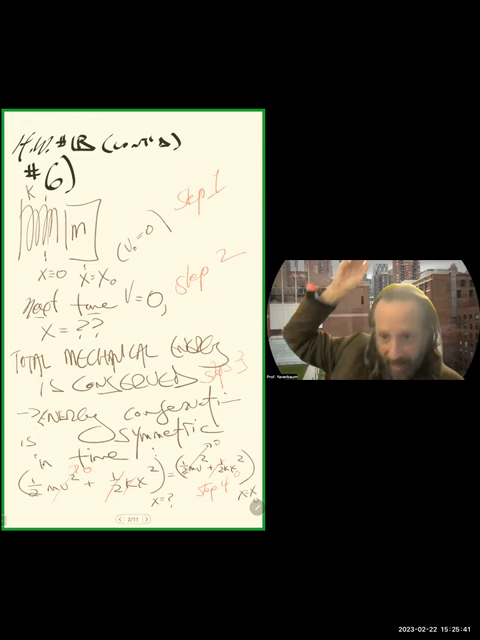 H.W. #1B (CONT'D)
#6)
K
m
(v₀=0)
Step 1
x=0 x=x₀
next time v=0,
step 2
x=??
TOTAL MECHANICAL ENERGY
IS CONSERVED
step 3
→ENERGY conservation
is symmetric
in time:
(½mv²+½kx²)=(½mv²+½kx²)
x=?
step 4
2/11
Prof. Yaverbaum
2023-02-22 15:25:41